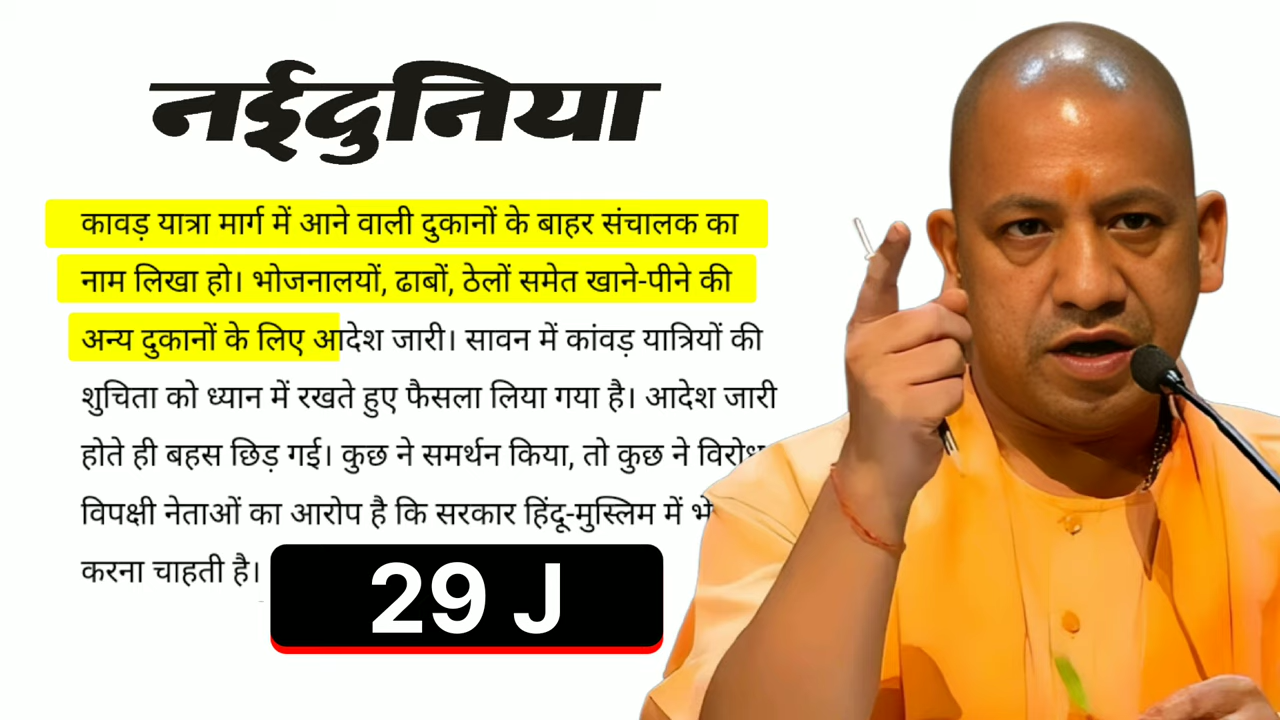 नईदुनिया
कावड़ यात्रा मार्ग में आने वाली दुकानों के बाहर संचालक का
नाम लिखा हो। भोजनालयों, ढाबों, ठेलों समेत खाने-पीने की
अन्य दुकानों के लिए आदेश जारी। सावन में कांवड़ यात्रियों की
शुचिता को ध्यान में रखते हुए फैसला लिया गया है। आदेश जारी
होते ही बहस छिड़ गई। कुछ ने समर्थन किया, तो कुछ ने
विपक्षी नेताओं का आरोप है कि सरकार हिंदू-मुस्लिम में
करना चाहती है।
29 J